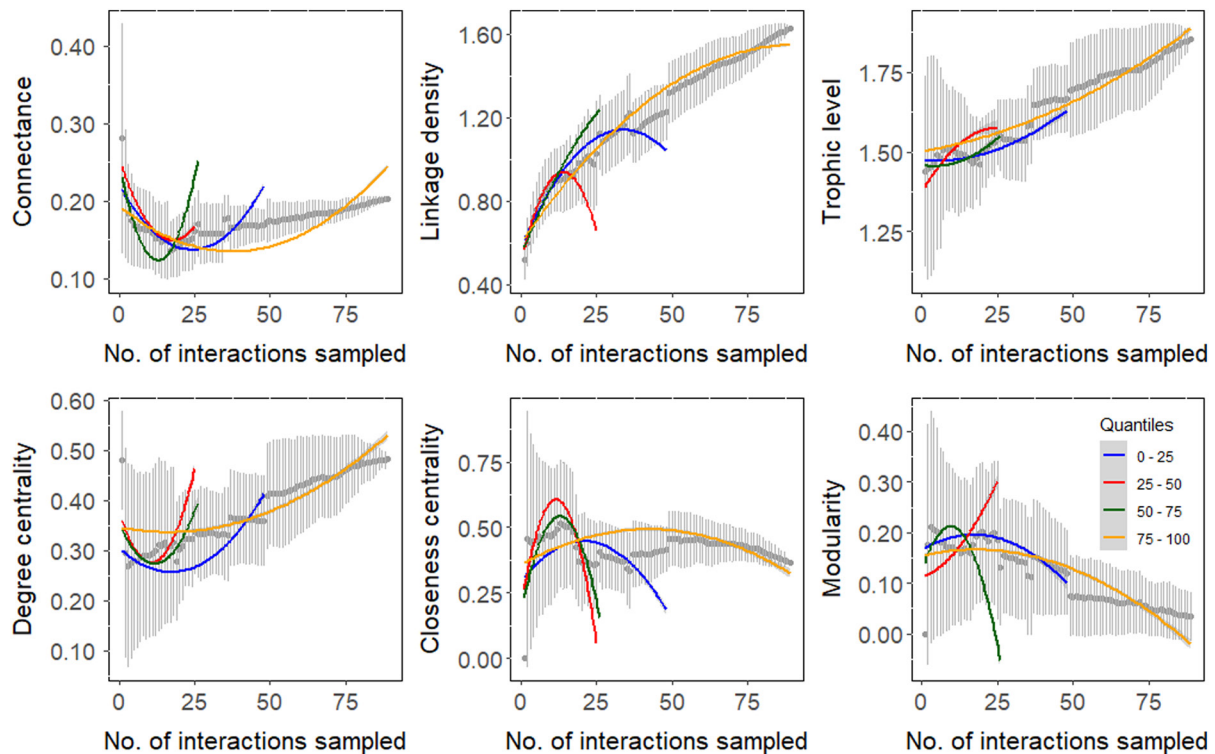 Connectance
0.40
0.30
0.20
0.10
0
25
50
75
No. of interactions sampled
Linkage density
1.60
1.20
0.80
0.40
0
25
50
75
No. of interactions sampled
Trophic level
1.75
1.50
1.25
0
25
50
75
No. of interactions sampled
Degree centrality
0.60
0.50
0.40
0.30
0.20
0.10
0
25
50
75
No. of interactions sampled
Closeness centrality
0.75
0.50
0.25
0.00
0
25
50
75
No. of interactions sampled
Modularity
0.40
0.30
0.20
0.10
0.00
Quantiles
0 - 25
25 - 50
50 - 75
75 - 100
0
25
50
75
No. of interactions sampled